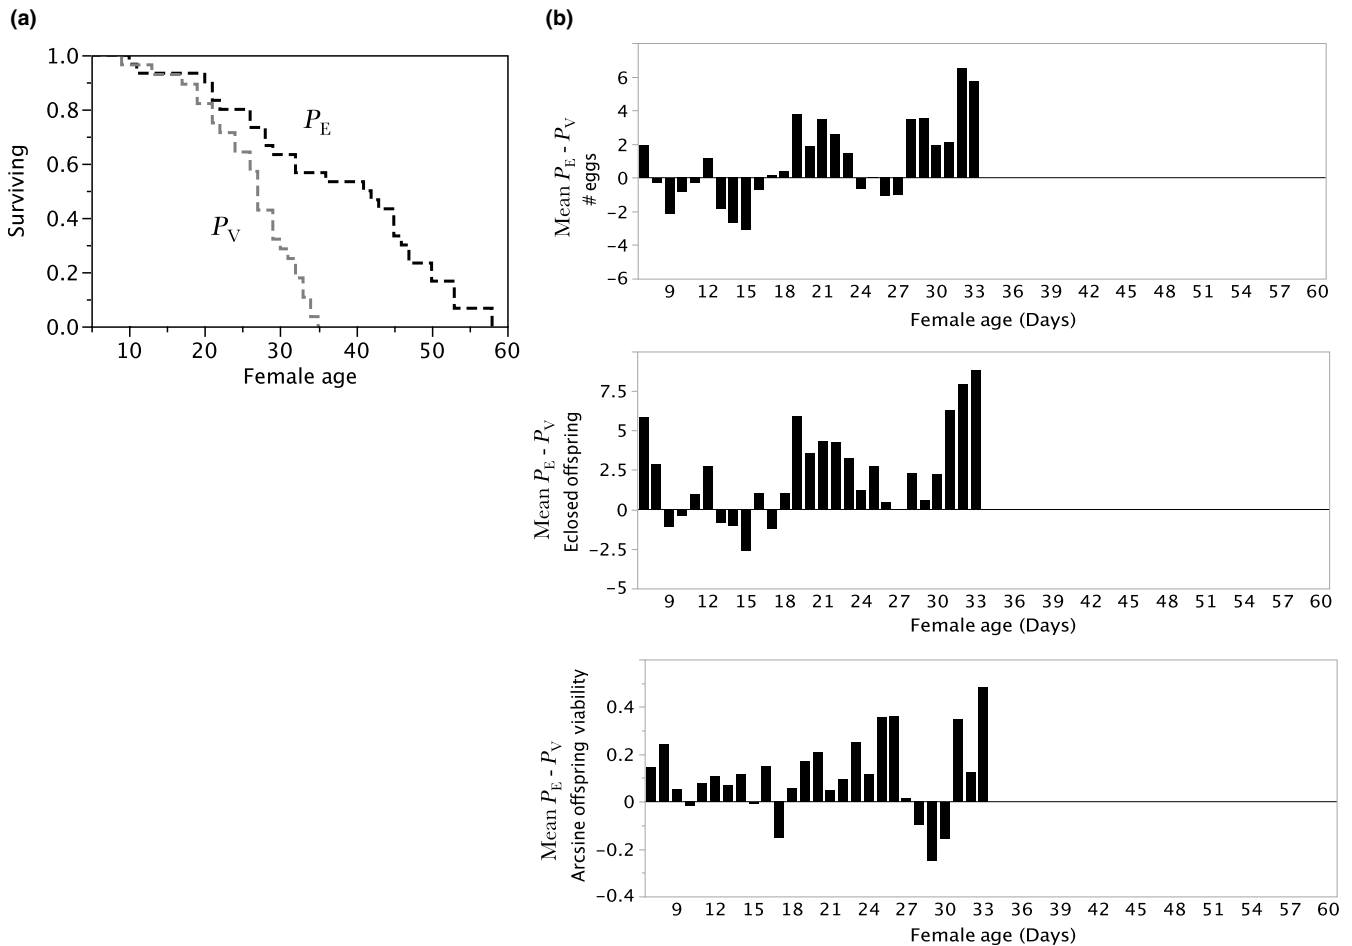 (a)
(b)
Surviving
1.0
0.8
0.6
0.4
0.2
0.0
P_E
P_V
10 20 30 40 50 60
Female age
Mean P_E - P_V
# eggs
6
4
2
0
−2
−4
−6
9 12 15 18 21 24 27 30 33 36 39 42 45 48 51 54 57 60
Female age (Days)
Mean P_E - P_V
Eclosed offspring
7.5
5
2.5
0
−2.5
−5
9 12 15 18 21 24 27 30 33 36 39 42 45 48 51 54 57 60
Female age (Days)
Mean P_E - P_V
Arcsine offspring viability
0.4
0.2
0
−0.2
−0.4
9 12 15 18 21 24 27 30 33 36 39 42 45 48 51 54 57 60
Female age (Days)